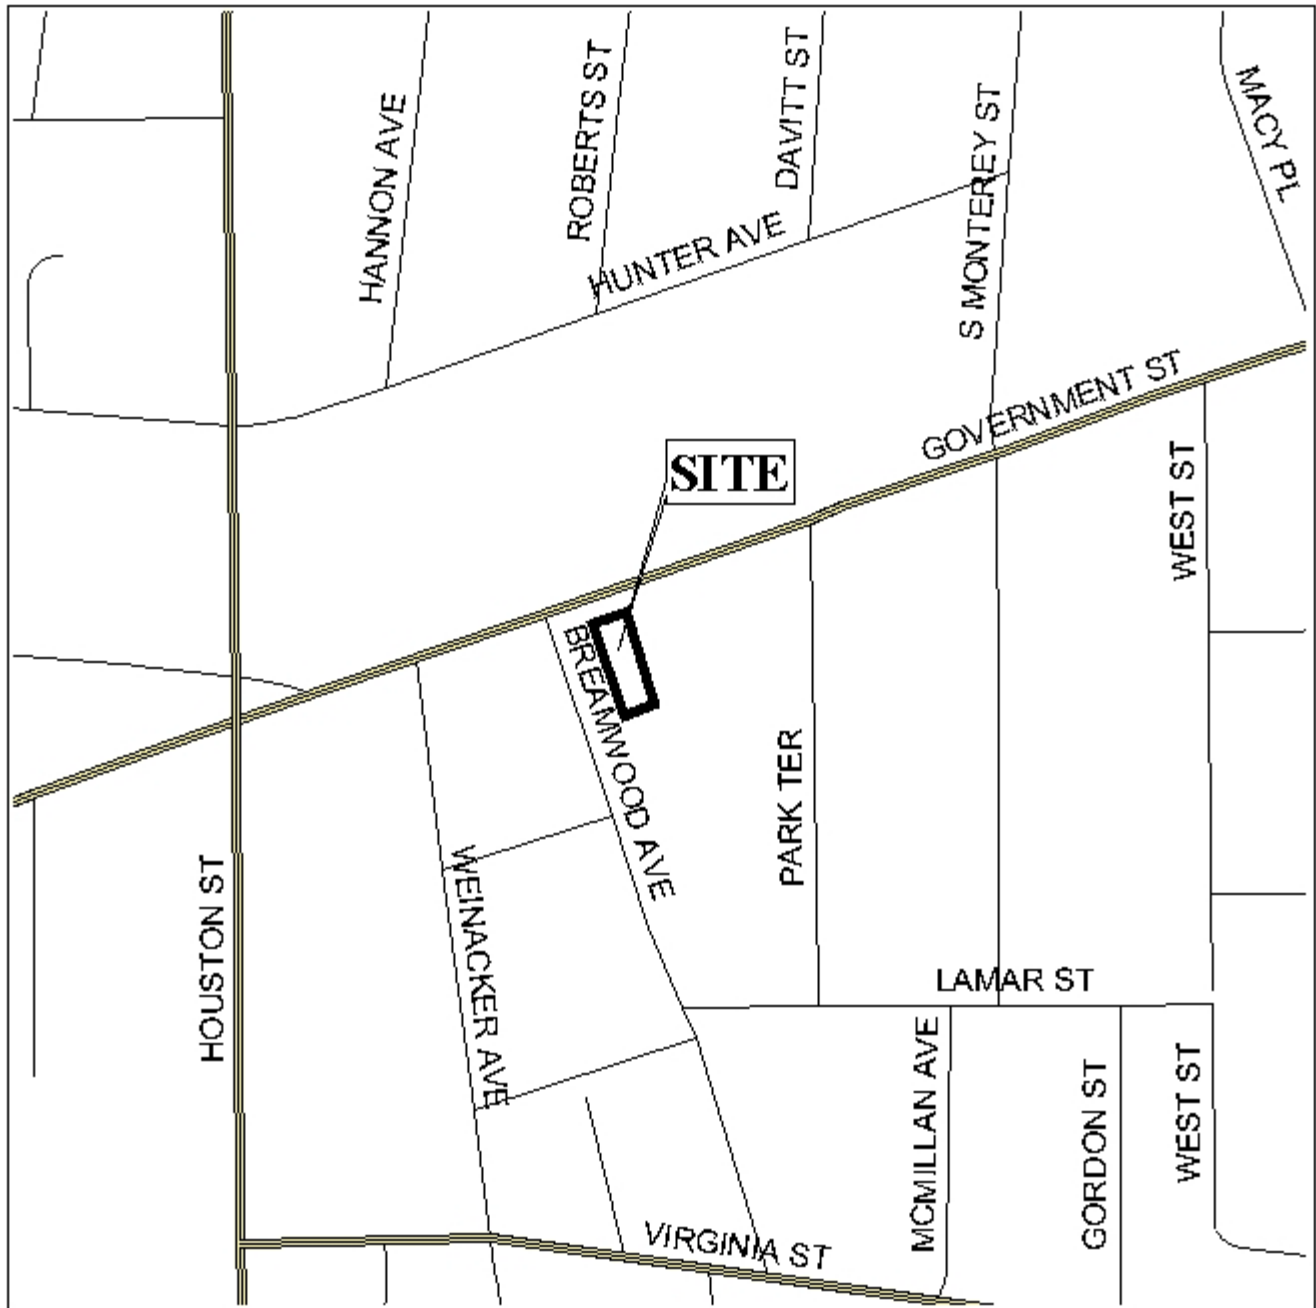 HANNON AVE
ROBERTS ST
DAVITT ST
S MONTEREY ST
MACY PL
HUNTER AVE
GOVERNMENT ST
SITE
WEST ST
BREAMWOOD AVE
PARK TER
HOUSTON ST
WEINACKER AVE
LAMAR ST
MCMILLAN AVE
GORDON ST
WEST ST
VIRGINIA ST